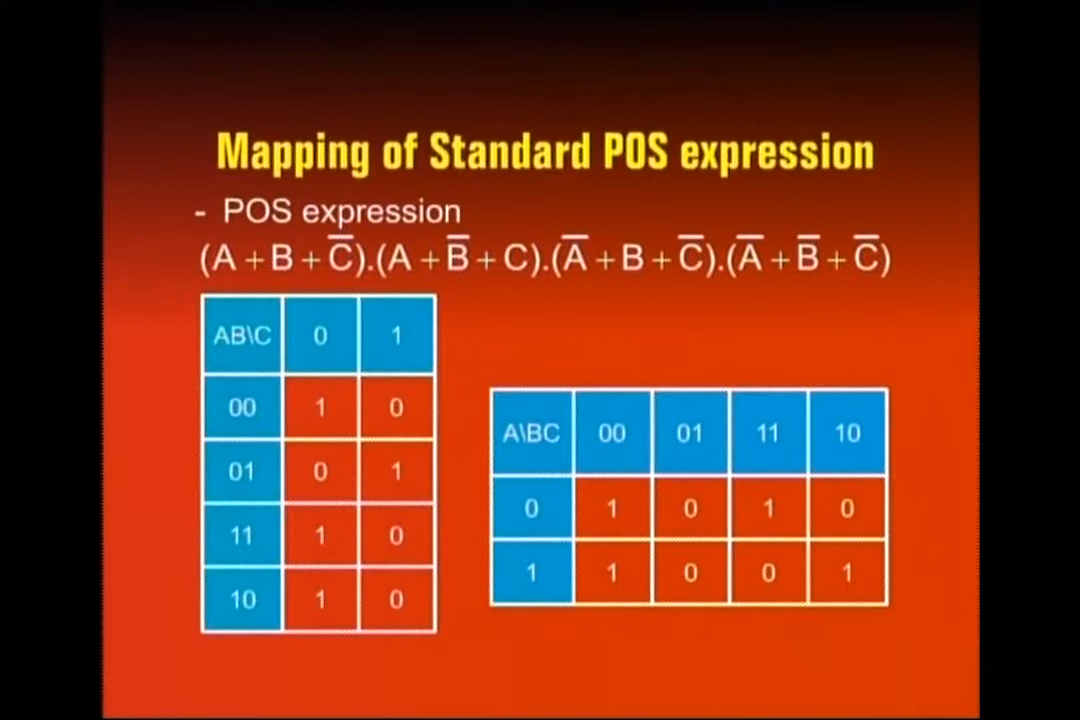 Mapping of Standard POS expression
- POS expression
(A + B + C̅).(A + B̅ + C).(A̅ + B + C̅).(A̅ + B̅ + C̅)
AB\C 0 1
00 1 0
01 0 1
11 1 0
10 1 0
A\BC 00 01 11 10
0 1 0 1 0
1 1 0 0 1